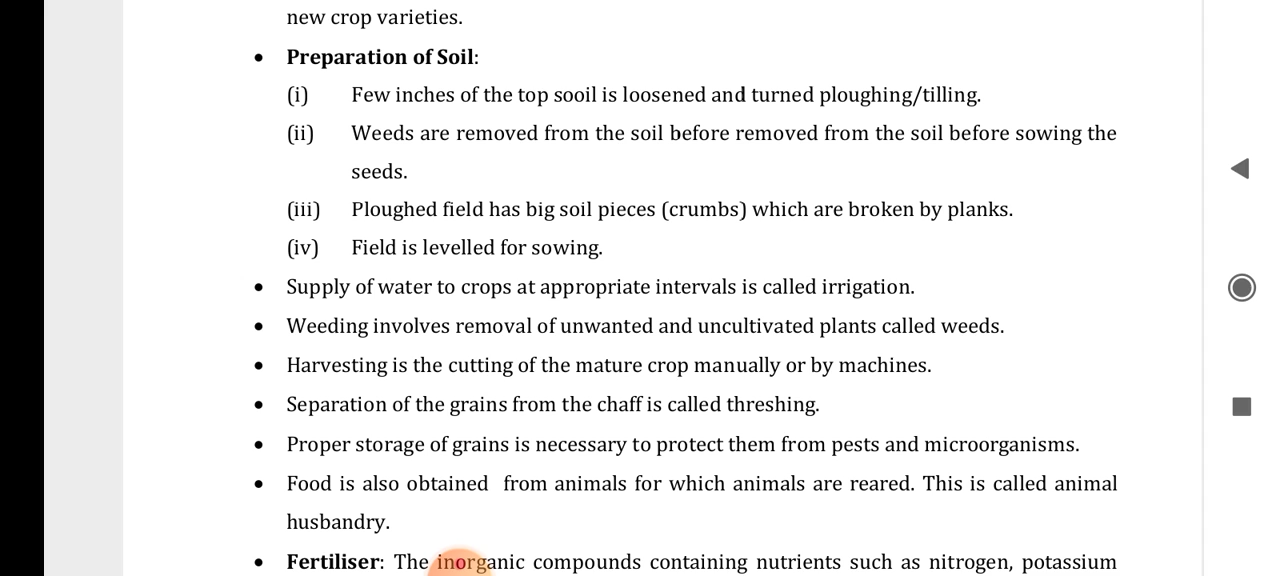 new crop varieties.
• Preparation of Soil:
(i) Few inches of the top sooil is loosened and turned ploughing/tilling.
(ii) Weeds are removed from the soil before removed from the soil before sowing the
seeds.
(iii) Ploughed field has big soil pieces (crumbs) which are broken by planks.
(iv) Field is levelled for sowing.
• Supply of water to crops at appropriate intervals is called irrigation.
• Weeding involves removal of unwanted and uncultivated plants called weeds.
• Harvesting is the cutting of the mature crop manually or by machines.
• Separation of the grains from the chaff is called threshing.
• Proper storage of grains is necessary to protect them from pests and microorganisms.
• Food is also obtained  from animals for which animals are reared. This is called animal
husbandry.
• Fertiliser: The inorganic compounds containing nutrients such as nitrogen, potassium